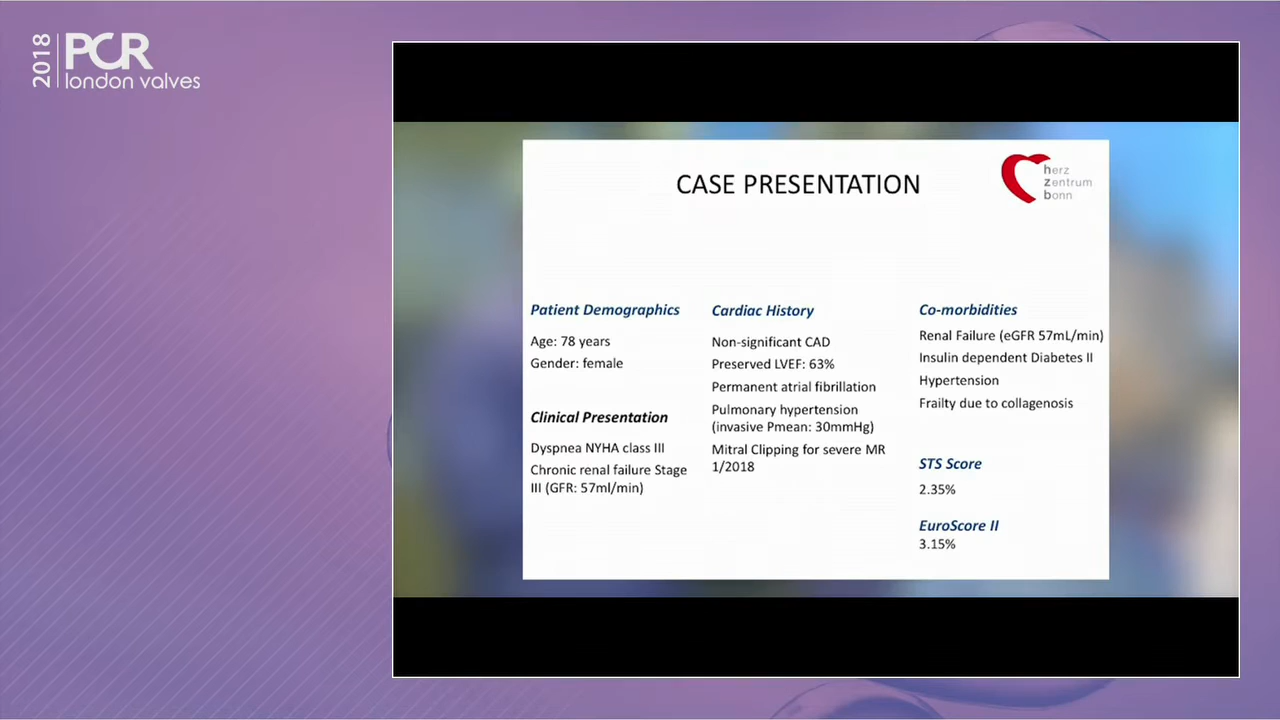 2018
PCR
london valves
CASE PRESENTATION
herz
zentrum
bonn
Patient Demographics
Age: 78 years
Gender: female
Clinical Presentation
Dyspnea NYHA class III
Chronic renal failure Stage
III (GFR: 57ml/min)
Cardiac History
Non-significant CAD
Preserved LVEF: 63%
Permanent atrial fibrillation
Pulmonary hypertension
(invasive Pmean: 30mmHg)
Mitral Clipping for severe MR
1/2018
Co-morbidities
Renal Failure (eGFR 57mL/min)
Insulin dependent Diabetes II
Hypertension
Frailty due to collagenosis
STS Score
2.35%
EuroScore II
3.15%